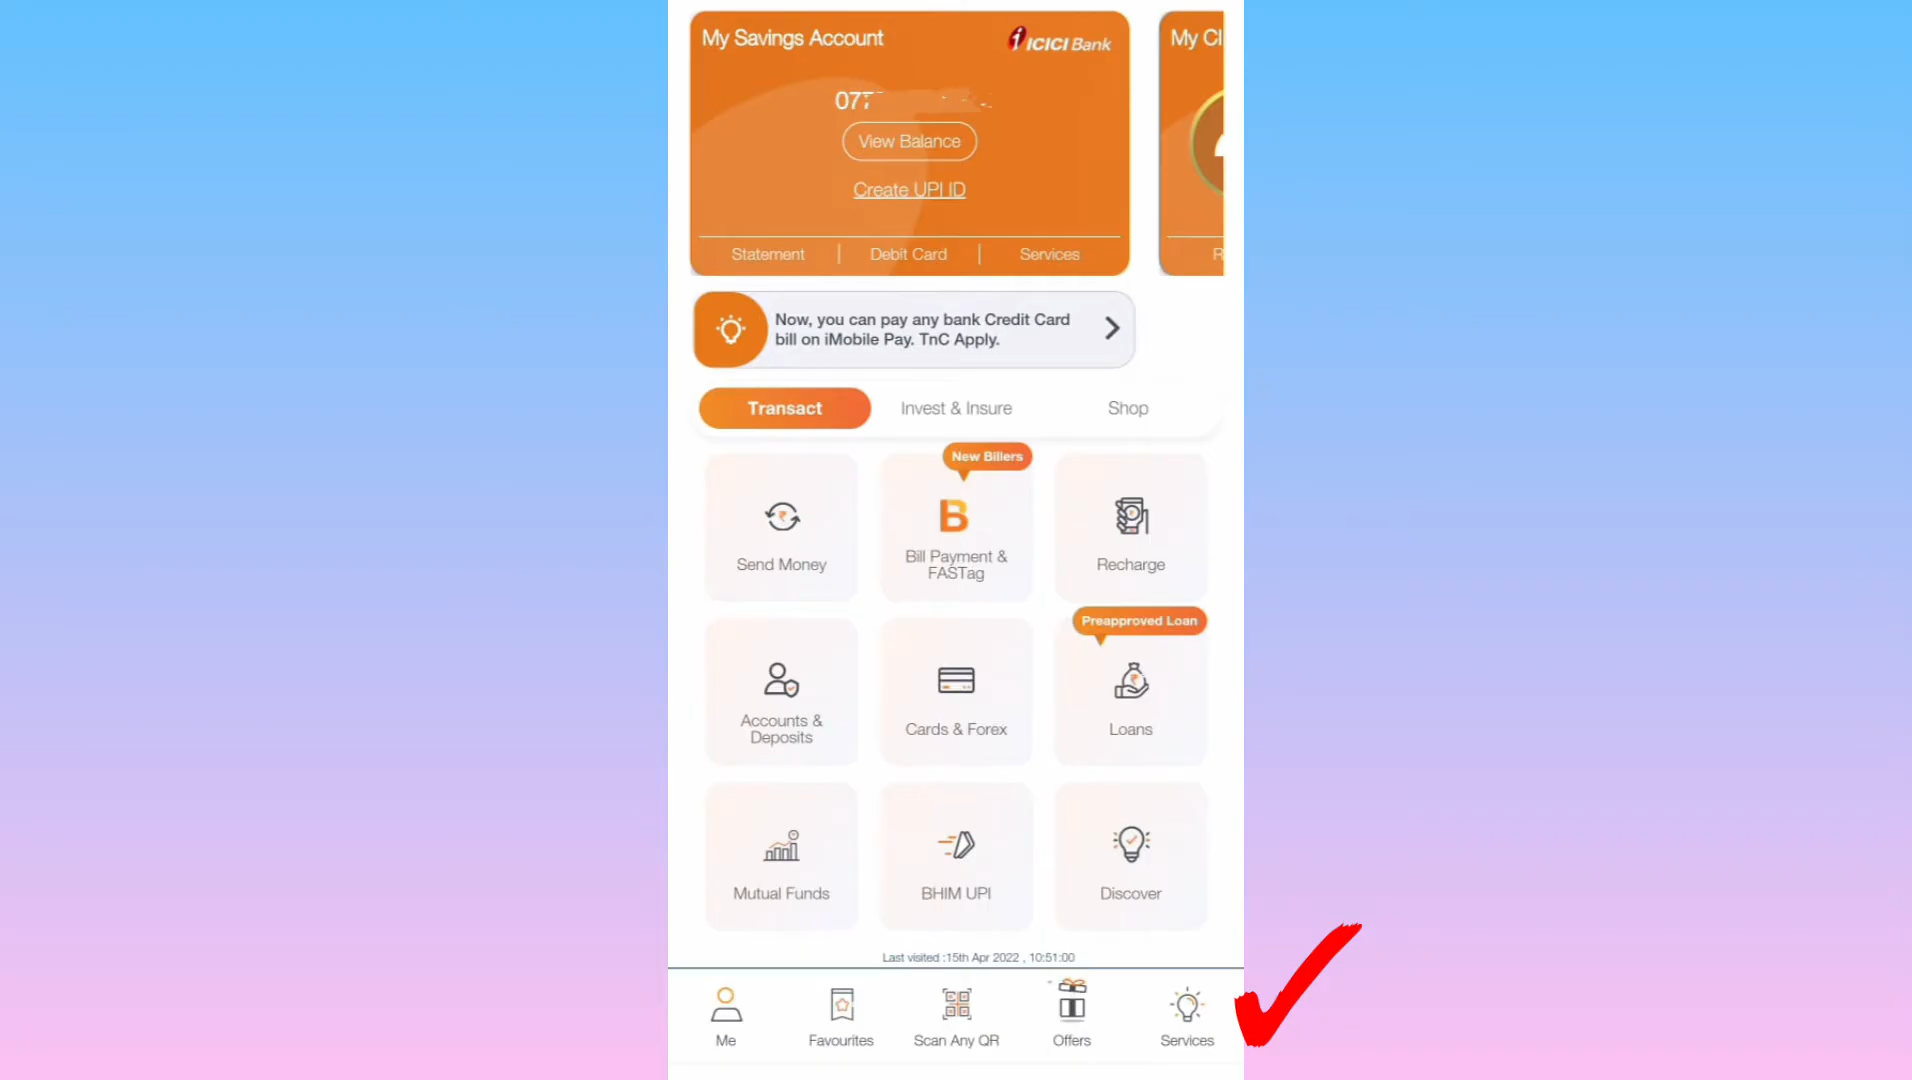 My Savings Account
ICICI Bank
My Cl
View Balance
Create UPI ID
Statement
Debit Card
Services
Now, you can pay any bank Credit Card
bill on iMobile Pay. TnC Apply.
Transact
Invest & Insure
Shop
New Billers
Send Money
Bill Payment &
FASTag
Recharge
Preapproved Loan
Accounts &
Deposits
Cards & Forex
Loans
Mutual Funds
BHIM UPI
Discover
Last visited :15th Apr 2022 , 10:51:00
Me
Favourites
Scan Any QR
Offers
Services